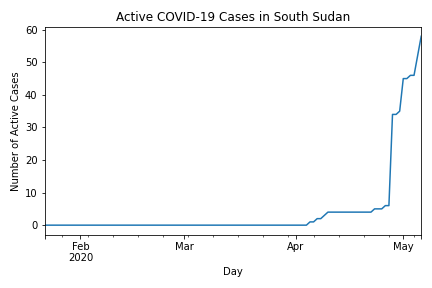 Active COVID-19 Cases in South Sudan
Number of Active Cases
60
50
40
30
20
10
0
Feb
2020
Mar
Apr
May
Day